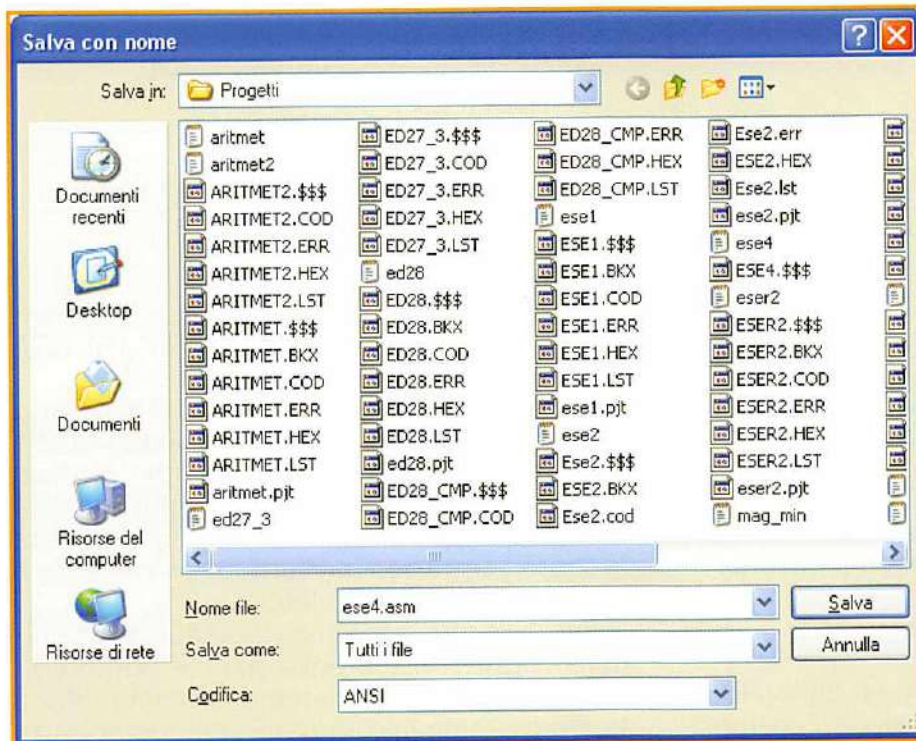 Salva con nome
Salva in: Progetti
Documenti recenti
Desktop
Documenti
Risorse del computer
Risorse di rete
aritmet
aritmet2
ARITMET2.$$$
ARITMET2.COD
ARITMET2.ERR
ARITMET2.HEX
ARITMET2.LST
ARITMET.$$$
ARITMET.BKX
ARITMET.COD
ARITMET.ERR
ARITMET.HEX
ARITMET.LST
aritmet.pjt
ed27_3
ED27_3.$$$
ED27_3.COD
ED27_3.ERR
ED27_3.HEX
ED27_3.LST
ed28
ED28.$$$
ED28.BKX
ED28.COD
ED28.ERR
ED28.HEX
ED28.LST
ed28.pjt
ED28_CMP.$$$
ED28_CMP.COD
ED28_CMP.ERR
ED28_CMP.HEX
ED28_CMP.LST
ese1
ESE1.$$$
ESE1.BKX
ESE1.COD
ESE1.ERR
ESE1.HEX
ESE1.LST
ese1.pjt
ese2
Ese2.$$$
ESE2.BKX
Ese2.cod
Ese2.err
ESE2.HEX
Ese2.lst
ese2.pjt
ese4
ESE4.$$$
eser2
ESER2.$$$
ESER2.BKX
ESER2.COD
ESER2.ERR
ESER2.HEX
ESER2.LST
eser2.pjt
mag_min
Nome file: ese4.asm Salva
Salva come: Tutti i file Annulla
Codifica: ANSI